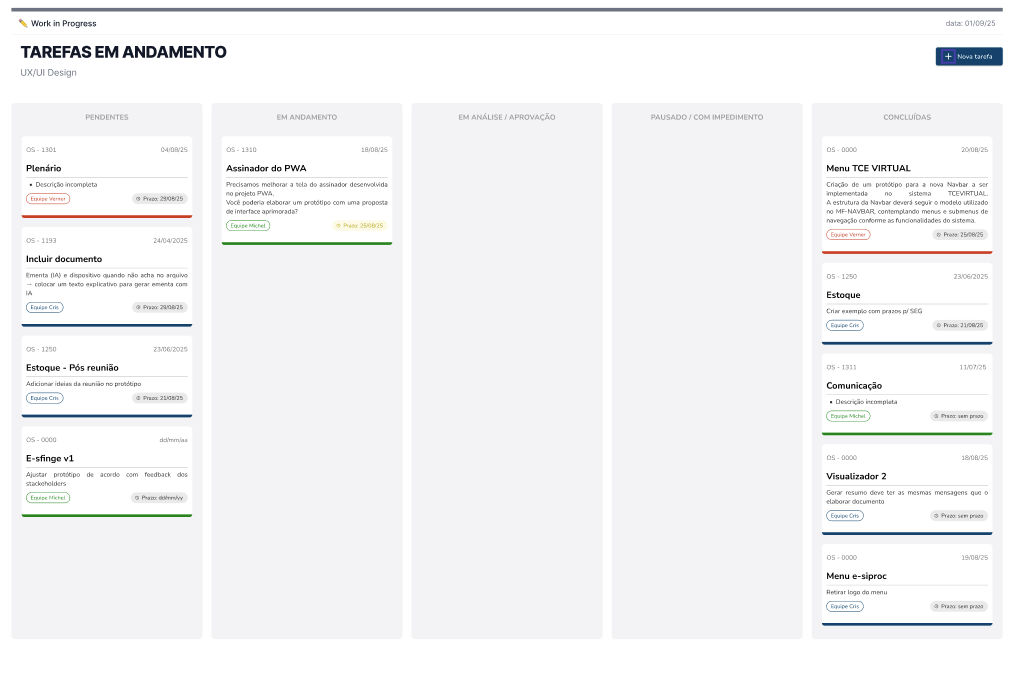 Work in Progress
data: 01/09/25
TAREFAS EM ANDAMENTO
UX/UI Design
Nova tarefa
PENDENTES
OS - 1301 04/08/25
Plenário
• Descrição incompleta
Equipe Verner Prazo: 29/08/25
OS - 1193 24/04/2025
Incluir documento
Ementa (IA) e dispositivo quando não acha no arquivo
→ colocar um texto explicativo para gerar ementa com
IA
Equipe Cris Prazo: 29/08/25
OS - 1250 23/06/2025
Estoque - Pós reunião
Adicionar ideias da reunião no protótipo
Equipe Cris Prazo: 21/08/25
OS - 0000 dd/mm/aa
E-sfinge v1
Ajustar protótipo de acordo com feedback dos
stackeholders
Equipe Michel Prazo: dd/mm/yy
EM ANDAMENTO
OS - 1310 18/08/25
Assinador do PWA
Precisamos melhorar a tela do assinador desenvolvida
no projeto PWA.
Você poderia elaborar um protótipo com uma proposta
de interface aprimorada?
Equipe Michel Prazo: 25/08/25
EM ANÁLISE / APROVAÇÃO
PAUSADO / COM IMPEDIMENTO
CONCLUÍDAS
OS - 0000 20/08/25
Menu TCE VIRTUAL
Criação de um protótipo para a nova Navbar a ser
implementada no sistema TCEVIRTUAL.
A estrutura da Navbar deverá seguir o modelo utilizado
no MF-NAVBAR, contemplando menus e submenus de
navegação conforme as funcionalidades do sistema.
Equipe Verner Prazo: 25/08/25
OS - 1250 23/06/2025
Estoque
Criar exemplo com prazos p/ SEG
Equipe Cris Prazo: 21/08/25
OS - 1311 11/07/25
Comunicação
• Descrição incompleta
Equipe Michel Prazo: sem prazo
OS - 0000 18/08/25
Visualizador 2
Gerar resumo deve ter as mesmas mensagens que o
elaborar documento
Equipe Cris Prazo: sem prazo
OS - 0000 19/08/25
Menu e-siproc
Retirar logo do menu
Equipe Cris Prazo: sem prazo